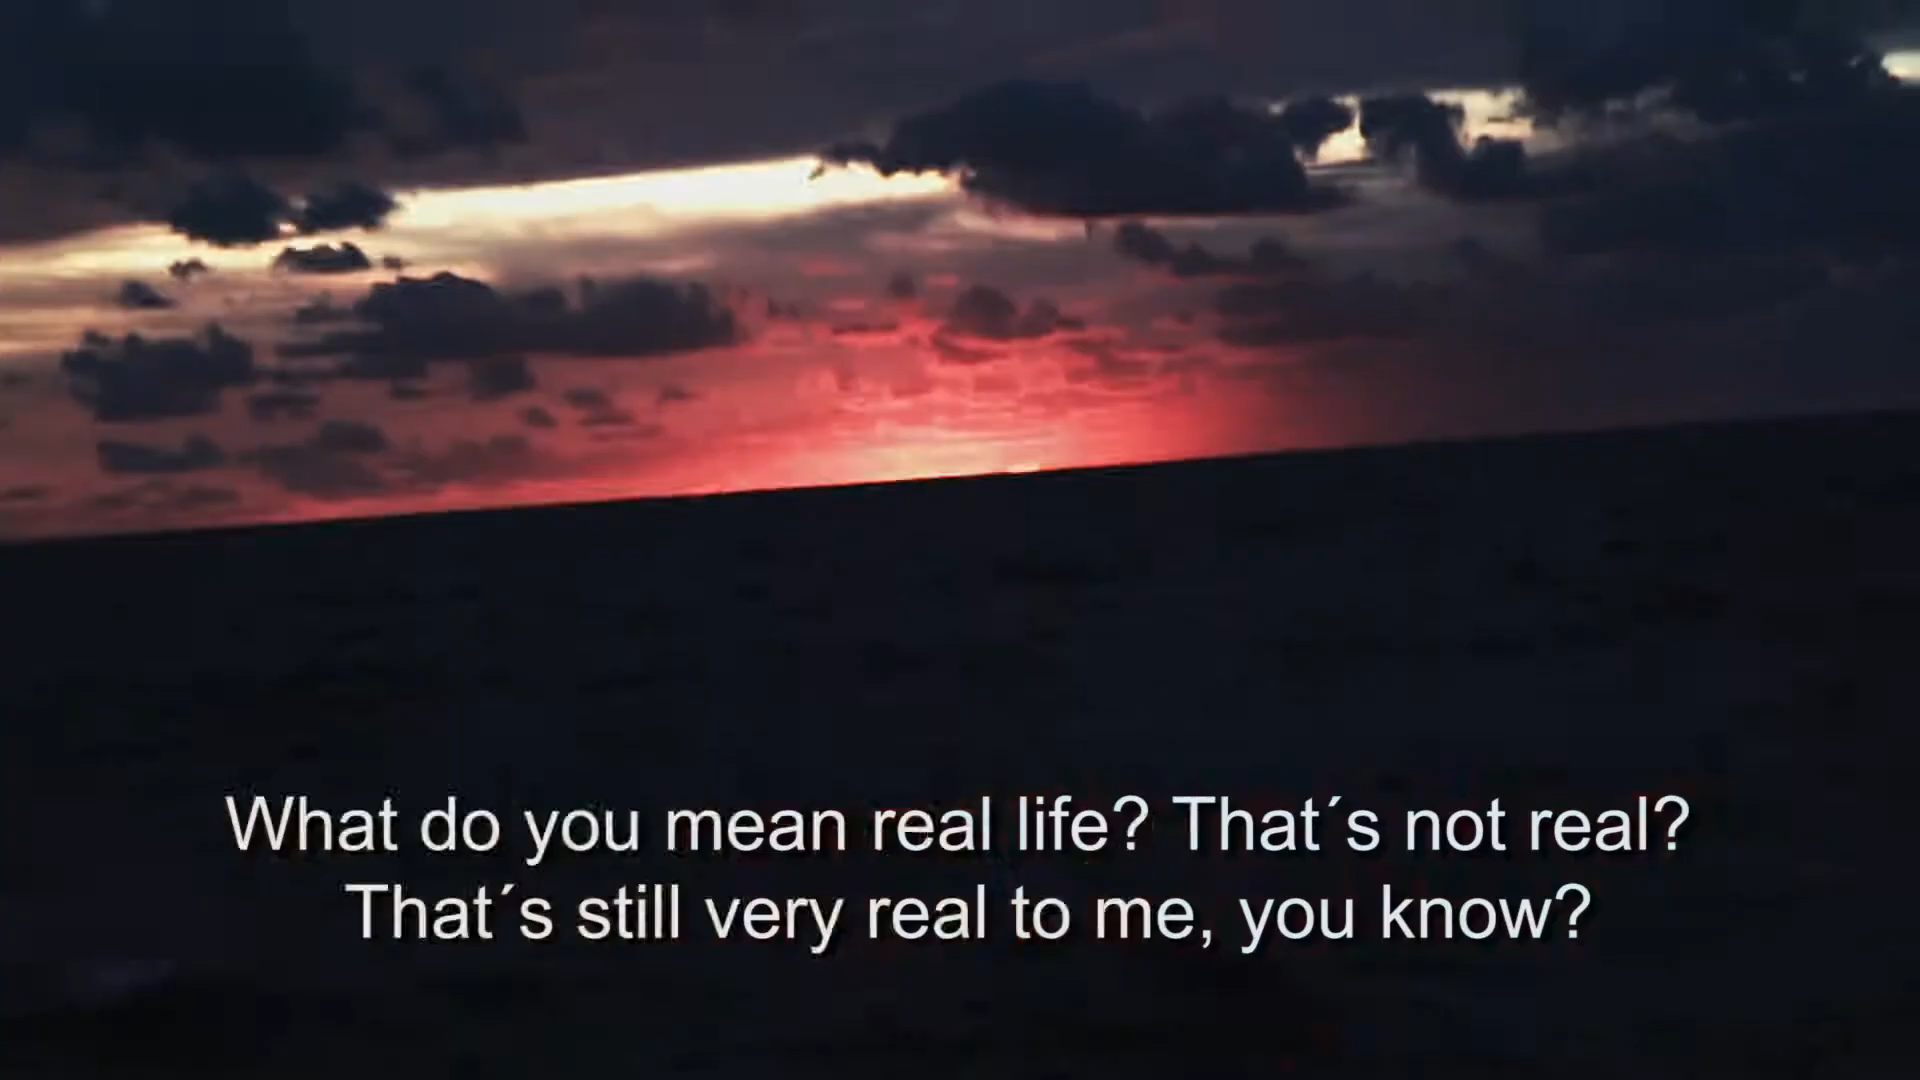 What do you mean real life? That´s not real?
That´s still very real to me, you know?